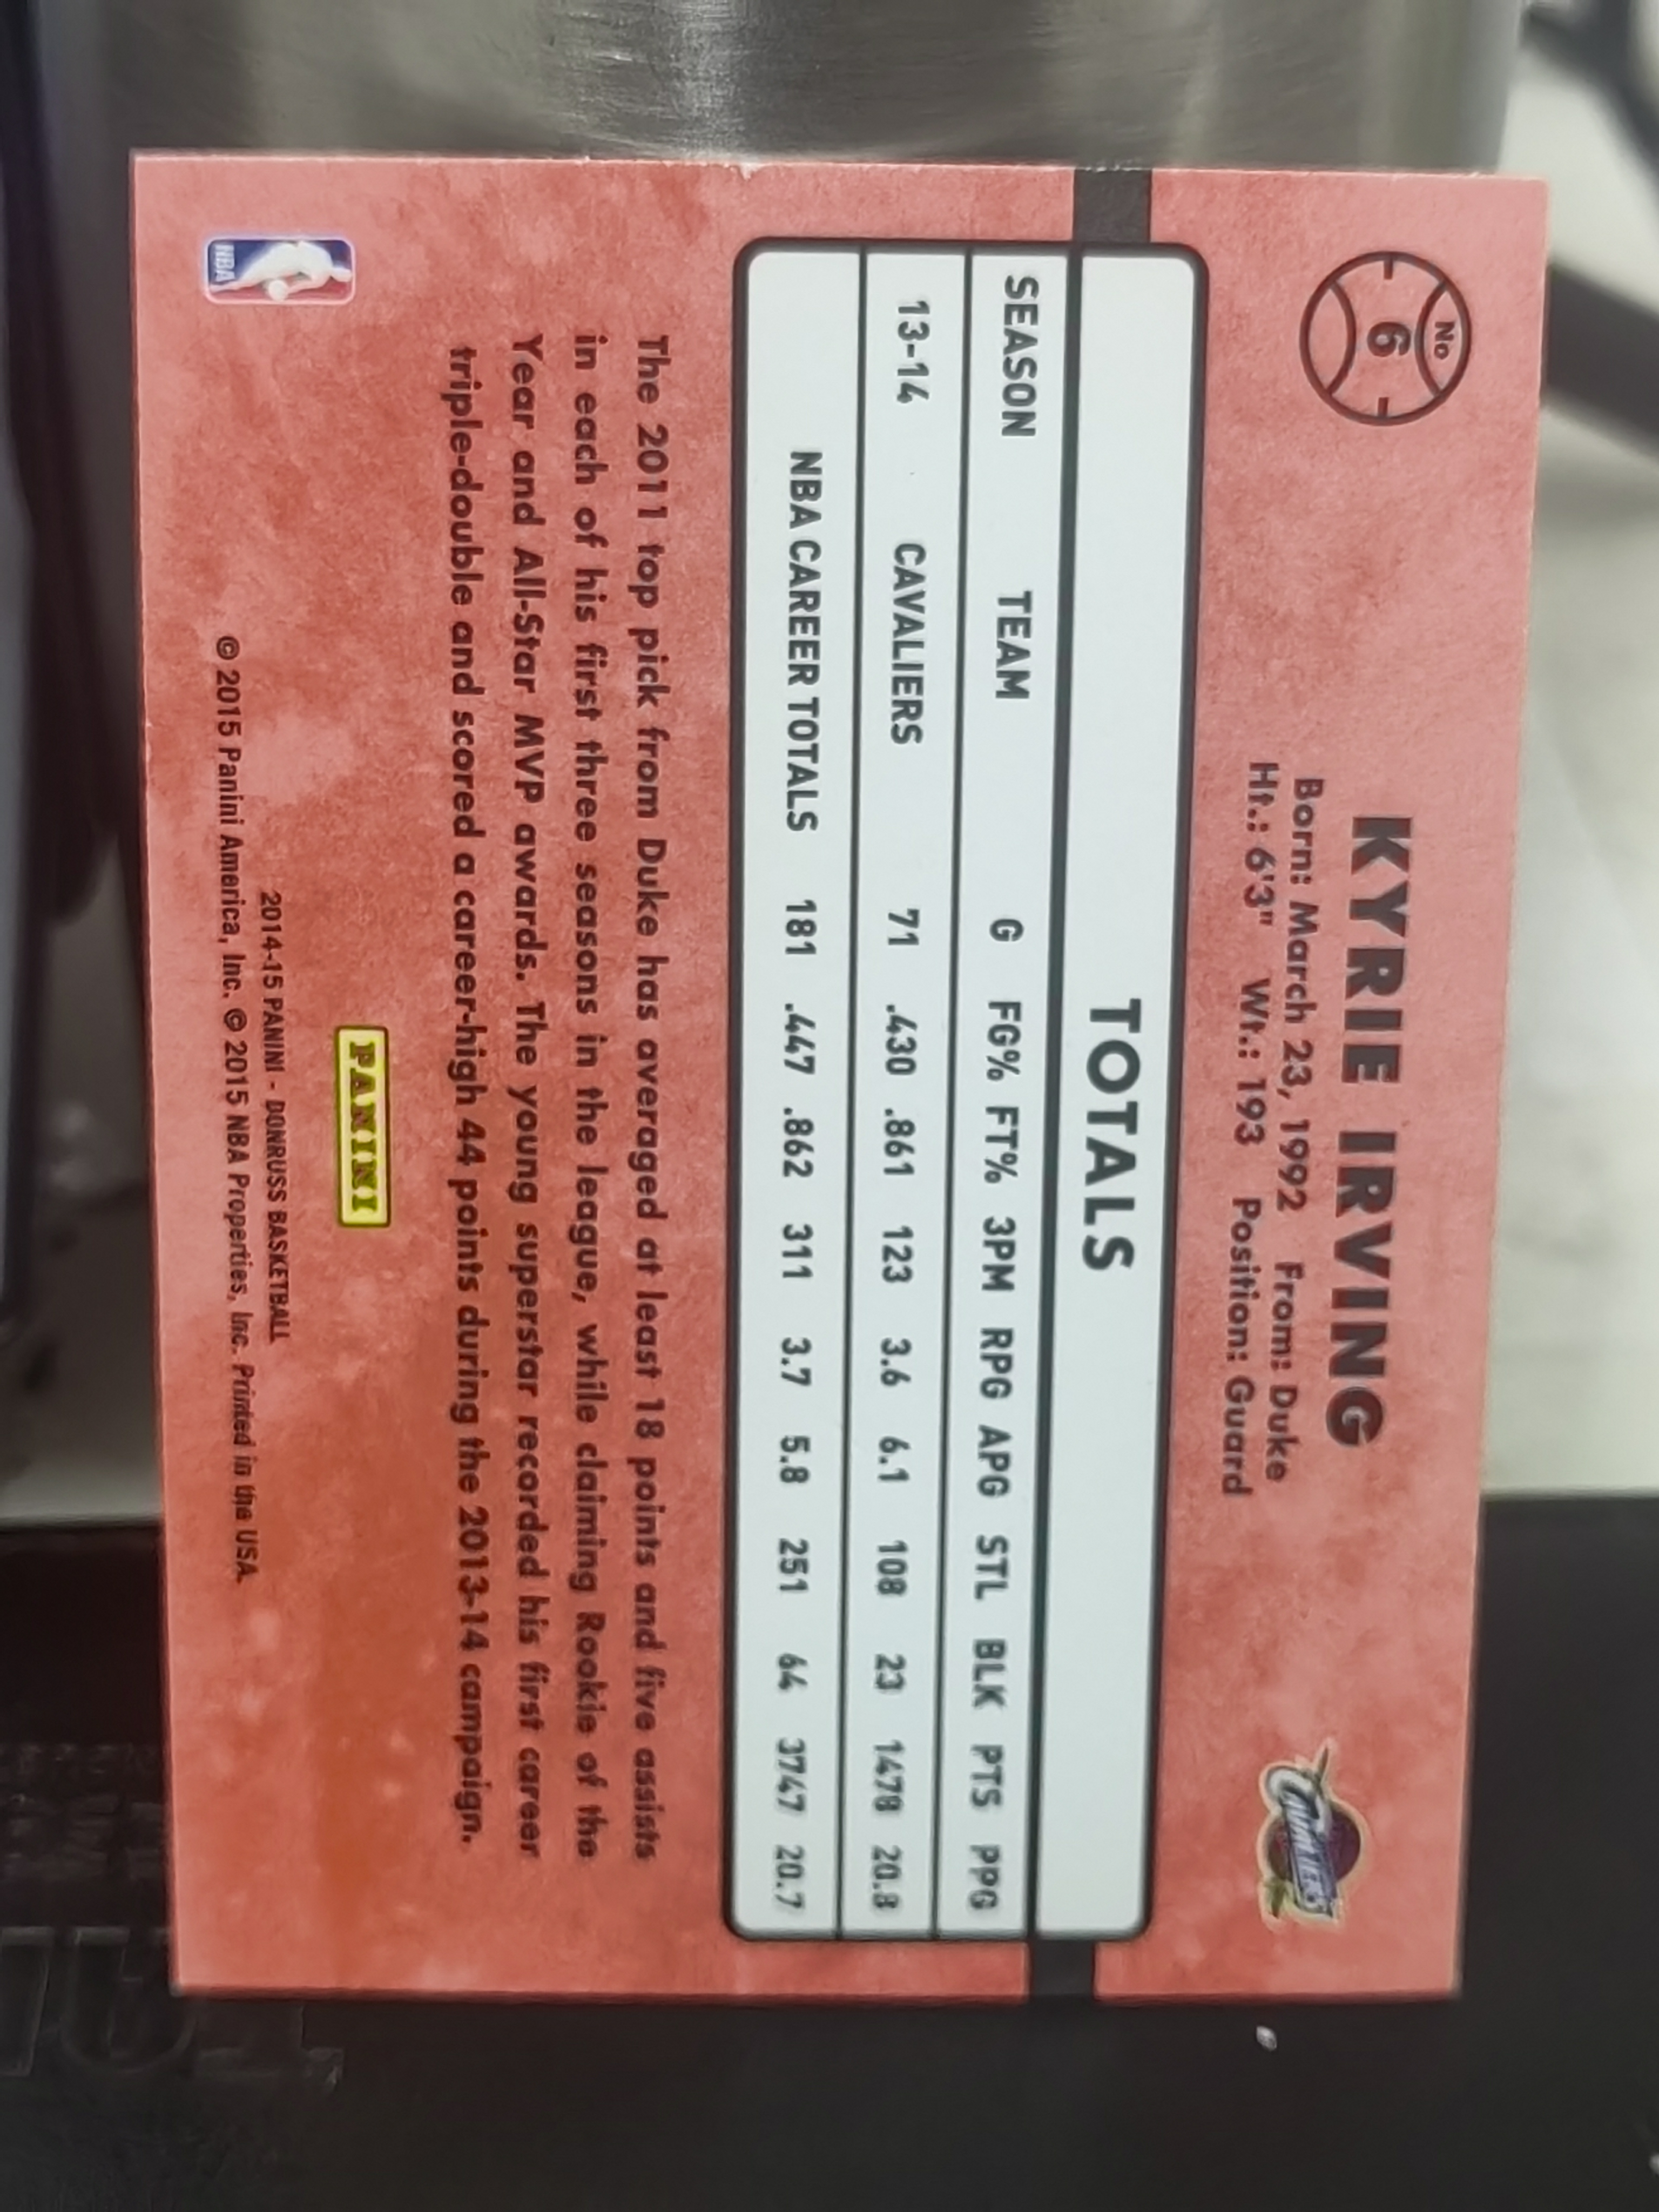 No
6
KYRIE IRVING
Born: March 23, 1992 From: Duke
Ht.: 6'3" Wt.: 193 Position: Guard
CAVALIERS
TOTALS
SEASON TEAM G FG% FT% 3PM RPG APG STL BLK PTS PPG
13-14 CAVALIERS 71 .430 .861 123 3.6 6.1 108 23 1478 20.8
NBA CAREER TOTALS 181 .447 .862 311 3.7 5.8 251 64 3747 20.7
The 2011 top pick from Duke has averaged at least 18 points and five assists
in each of his first three seasons in the league, while claiming Rookie of the
Year and All-Star MVP awards. The young superstar recorded his first career
triple-double and scored a career-high 44 points during the 2013-14 campaign.
NBA
PANINI
2014-15 PANINI - DONRUSS BASKETBALL
© 2015 Panini America, Inc. © 2015 NBA Properties, Inc. Printed in the USA.